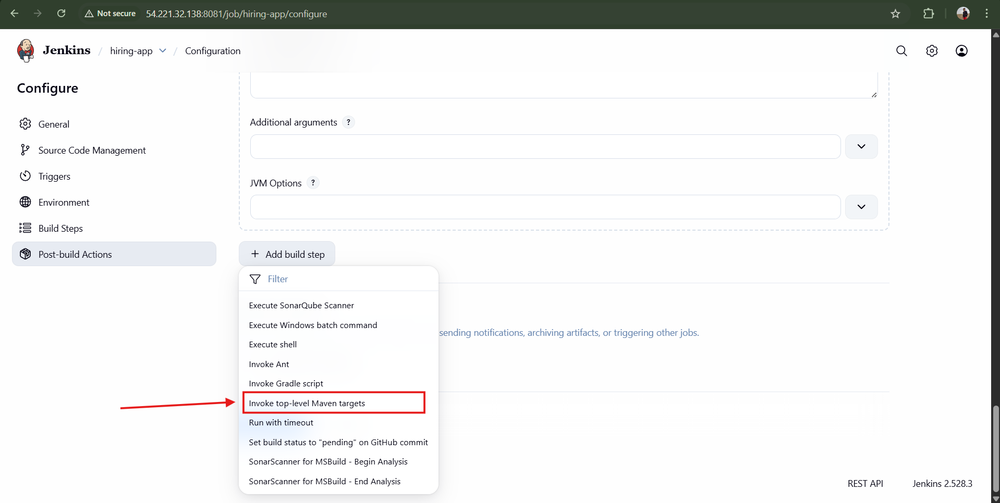 Not secure
54.221.32.138:8081/job/hiring-app/configure
Jenkins / hiring-app / Configuration
Configure
General
Source Code Management
Triggers
Environment
Build Steps
Post-build Actions
Additional arguments ?
JVM Options ?
+ Add build step
Filter
Execute SonarQube Scanner
Execute Windows batch command
Execute shell
Invoke Ant
Invoke Gradle script
Invoke top-level Maven targets
Run with timeout
Set build status to "pending" on GitHub commit
SonarScanner for MSBuild - Begin Analysis
SonarScanner for MSBuild - End Analysis
sending notifications, archiving artifacts, or triggering other jobs.
REST API
Jenkins 2.528.3